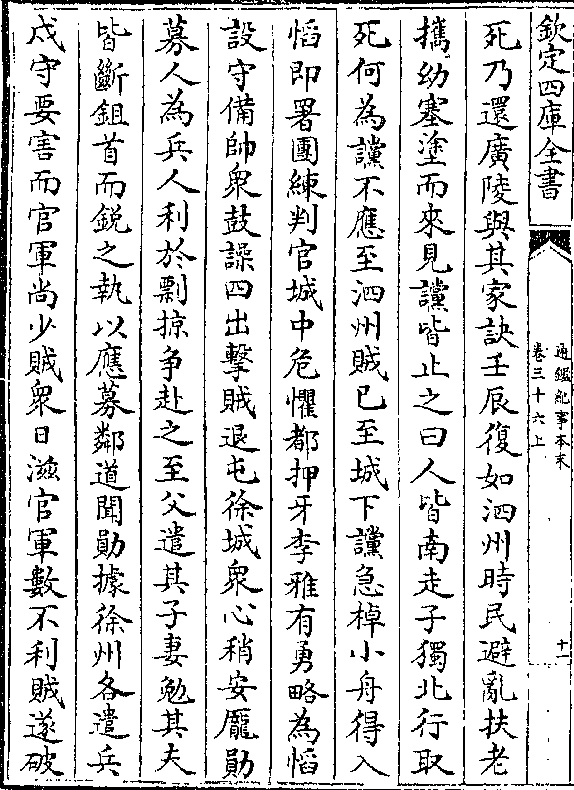 欽定四庫全書
通鑑紀事本末
卷三十六上
十一
死乃還廣陵與其家訣壬辰復如泗州時民避亂扶老
攜幼塞塗而來見讜皆止之曰人皆南走子獨北行取
死何為讜不應至泗州賊已至城下讜急棹小舟得入
慆即署團練判官城中危懼都押牙李雅有勇略為慆
設守備帥衆鼓譟四出擊賊退屯徐城衆心稍安龐勛
募人為兵人利於剽掠争赴之至父遣其子妻勉其夫
皆斷鉏首而鋭之執以應募鄰道聞勛據徐州各遣兵
戍守要害而官軍尚少賊衆日滋官軍數不利賊遂破